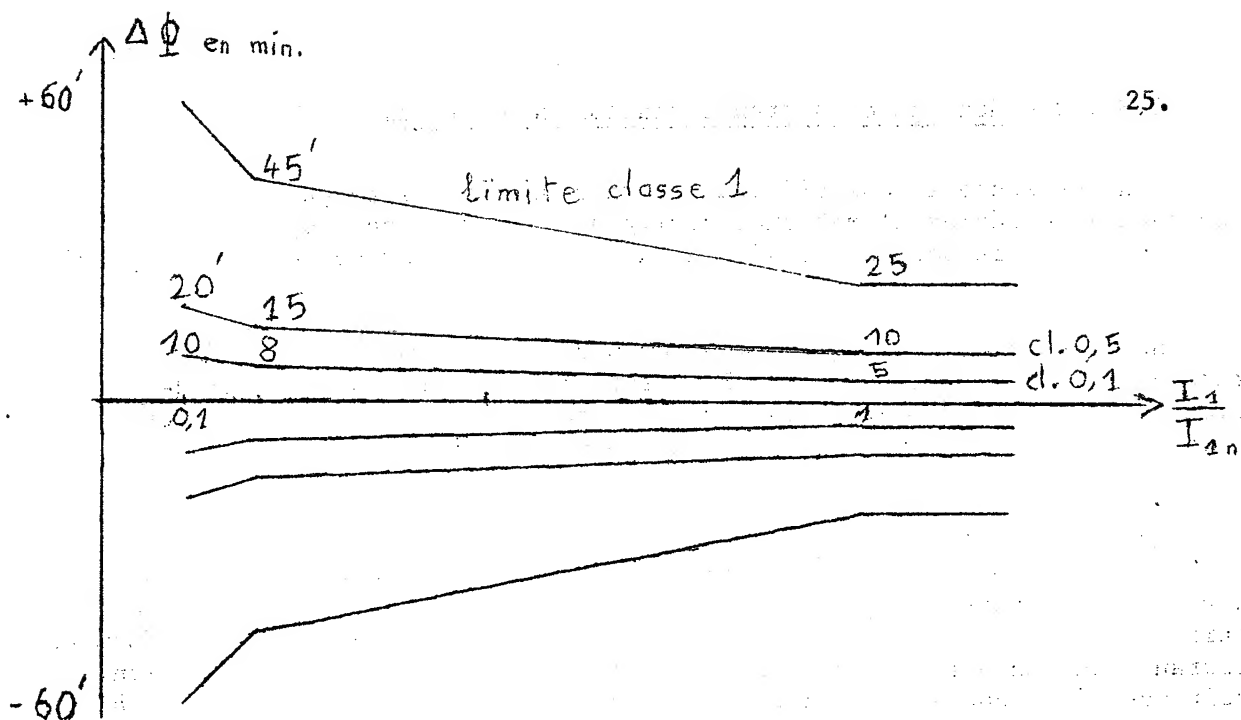 ΔΦ en min.
+60'
25.
45'
limite classe 1
25
20'
15
10
cl. 0,5
10
8
5
cl. 0,1
0,1
1
I₁
I₁ₙ
-60'